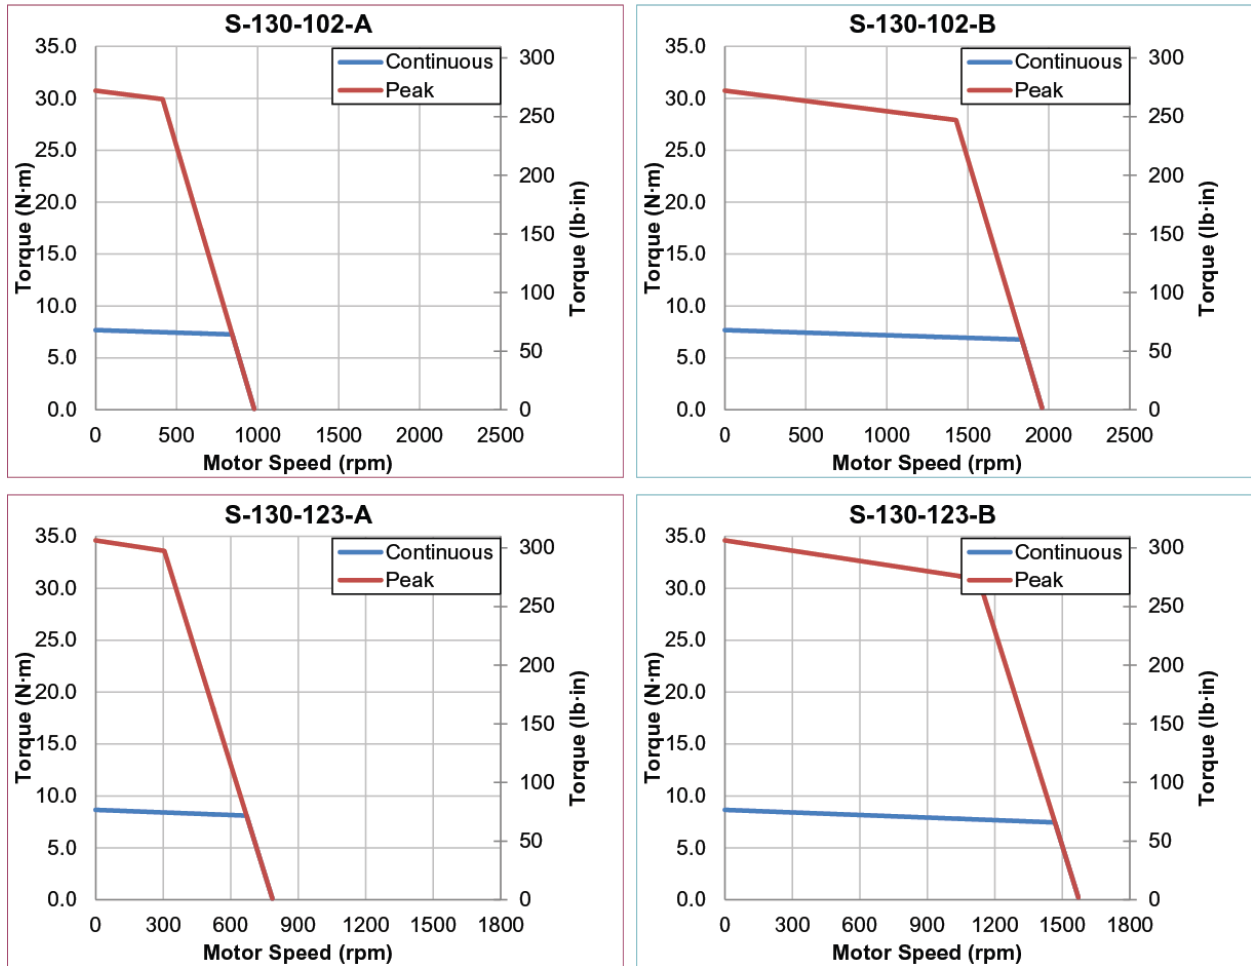 S-130-102-A
Continuous
Peak
Torque (N·m)
35.0
30.0
25.0
20.0
15.0
10.0
5.0
0.0
Torque (lb·in)
300
250
200
150
100
50
0
0 500 1000 1500 2000 2500
Motor Speed (rpm)
S-130-102-B
Continuous
Peak
Torque (N·m)
35.0
30.0
25.0
20.0
15.0
10.0
5.0
0.0
Torque (lb·in)
300
250
200
150
100
50
0
0 500 1000 1500 2000 2500
Motor Speed (rpm)
S-130-123-A
Continuous
Peak
Torque (N·m)
35.0
30.0
25.0
20.0
15.0
10.0
5.0
0.0
Torque (lb·in)
300
250
200
150
100
50
0
0 300 600 900 1200 1500 1800
Motor Speed (rpm)
S-130-123-B
Continuous
Peak
Torque (N·m)
35.0
30.0
25.0
20.0
15.0
10.0
5.0
0.0
Torque (lb·in)
300
250
200
150
100
50
0
0 300 600 900 1200 1500 1800
Motor Speed (rpm)